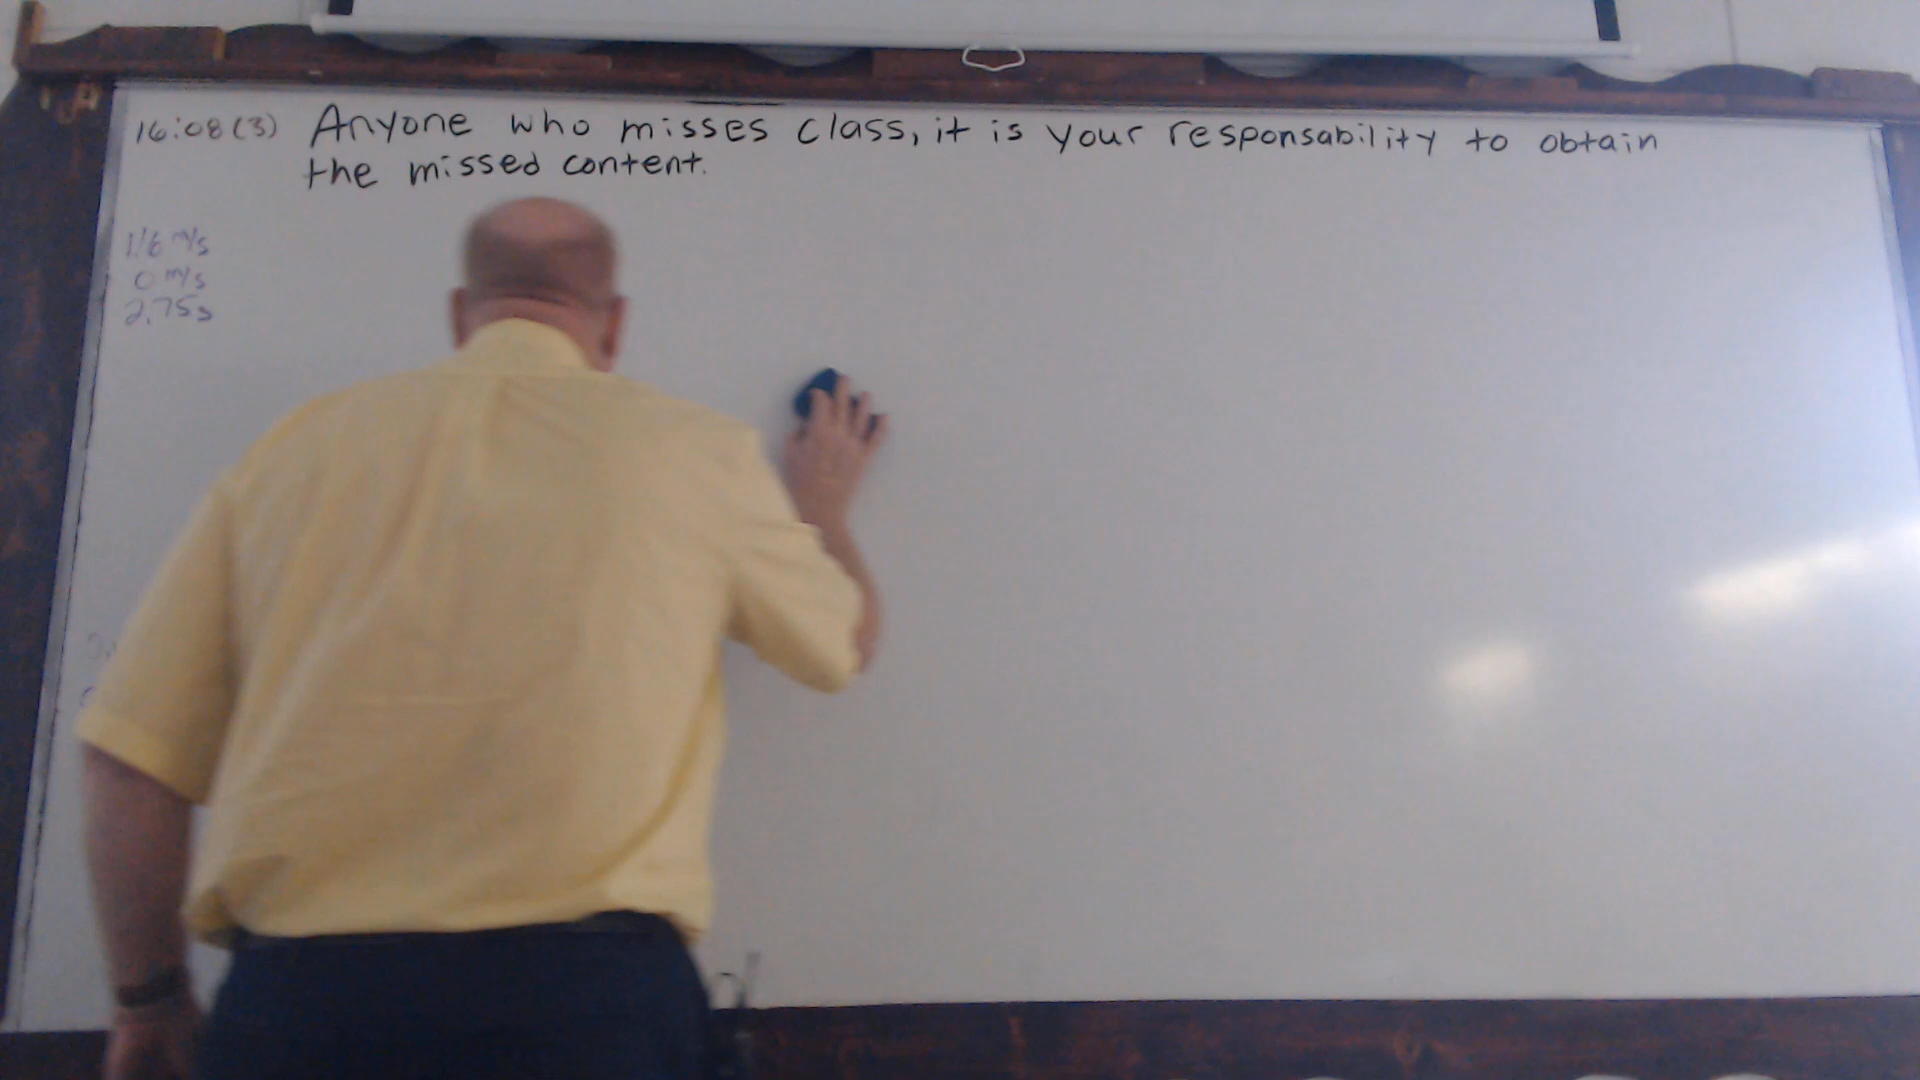 16:08 (3) Anyone who misses class, it is your responsability to obtain
the missed content.
1.6 m/s
0 m/s
2.75s